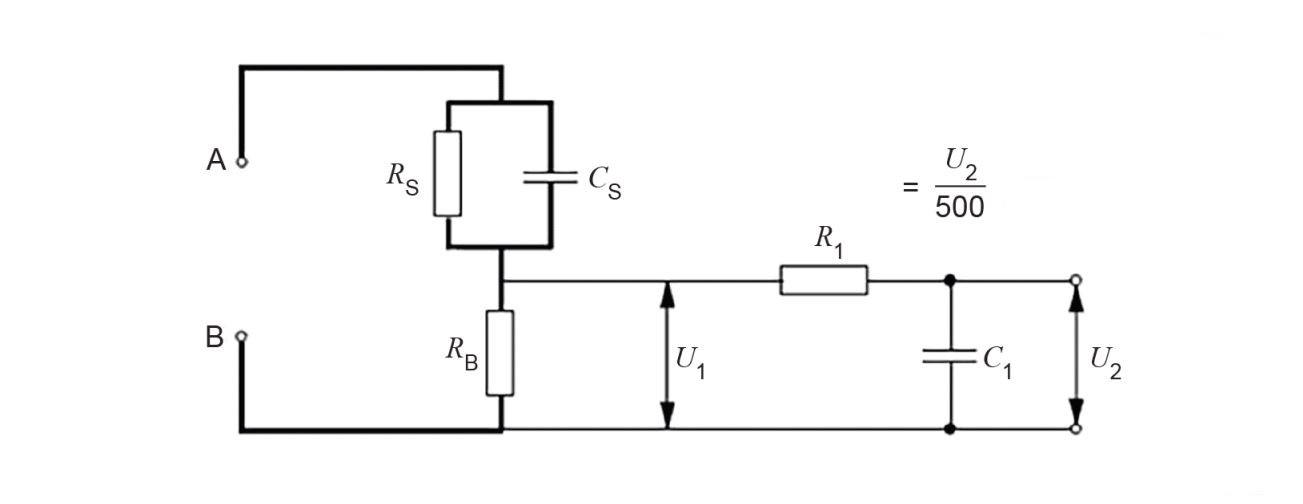 A
R_S
C_S
= U_2/500
R_1
B
R_B
U_1
C_1
U_2